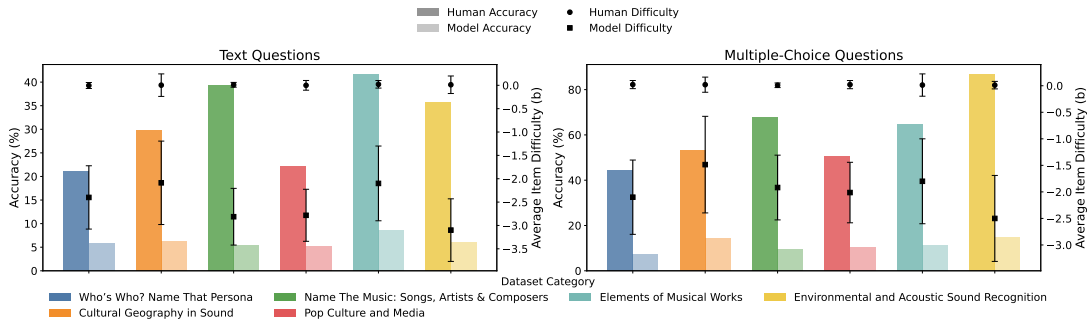 Human Accuracy
Model Accuracy
Human Difficulty
Model Difficulty
Text Questions
Multiple-Choice Questions
Accuracy (%)
40
35
30
25
20
15
10
5
0
0.0
−0.5
−1.0
−1.5
−2.0
−2.5
−3.0
−3.5
Average Item Difficulty (b)
Accuracy (%)
80
60
40
20
0
0.0
−0.5
−1.0
−1.5
−2.0
−2.5
−3.0
Average Item Difficulty (b)
Dataset Category
Who's Who? Name That Persona
Cultural Geography in Sound
Name The Music: Songs, Artists & Composers
Pop Culture and Media
Elements of Musical Works
Environmental and Acoustic Sound Recognition